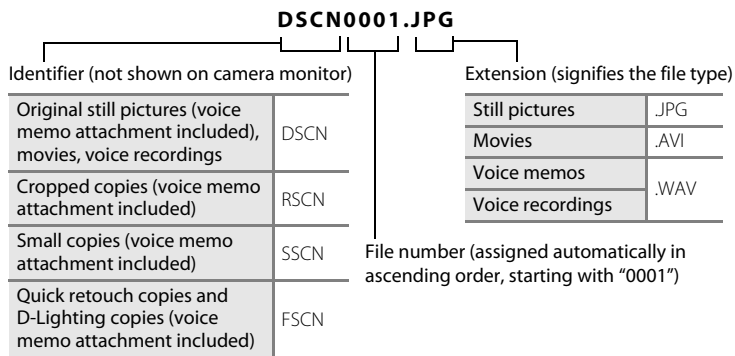 DSCN0001.JPG
Identifier (not shown on camera monitor)
Original still pictures (voice
memo attachment included),
movies, voice recordings
DSCN
Cropped copies (voice memo
attachment included)
RSCN
Small copies (voice memo
attachment included)
SSCN
Quick retouch copies and
D-Lighting copies (voice
memo attachment included)
FSCN
Extension (signifies the file type)
Still pictures .JPG
Movies .AVI
Voice memos
.WAV
Voice recordings
File number (assigned automatically in
ascending order, starting with “0001”)